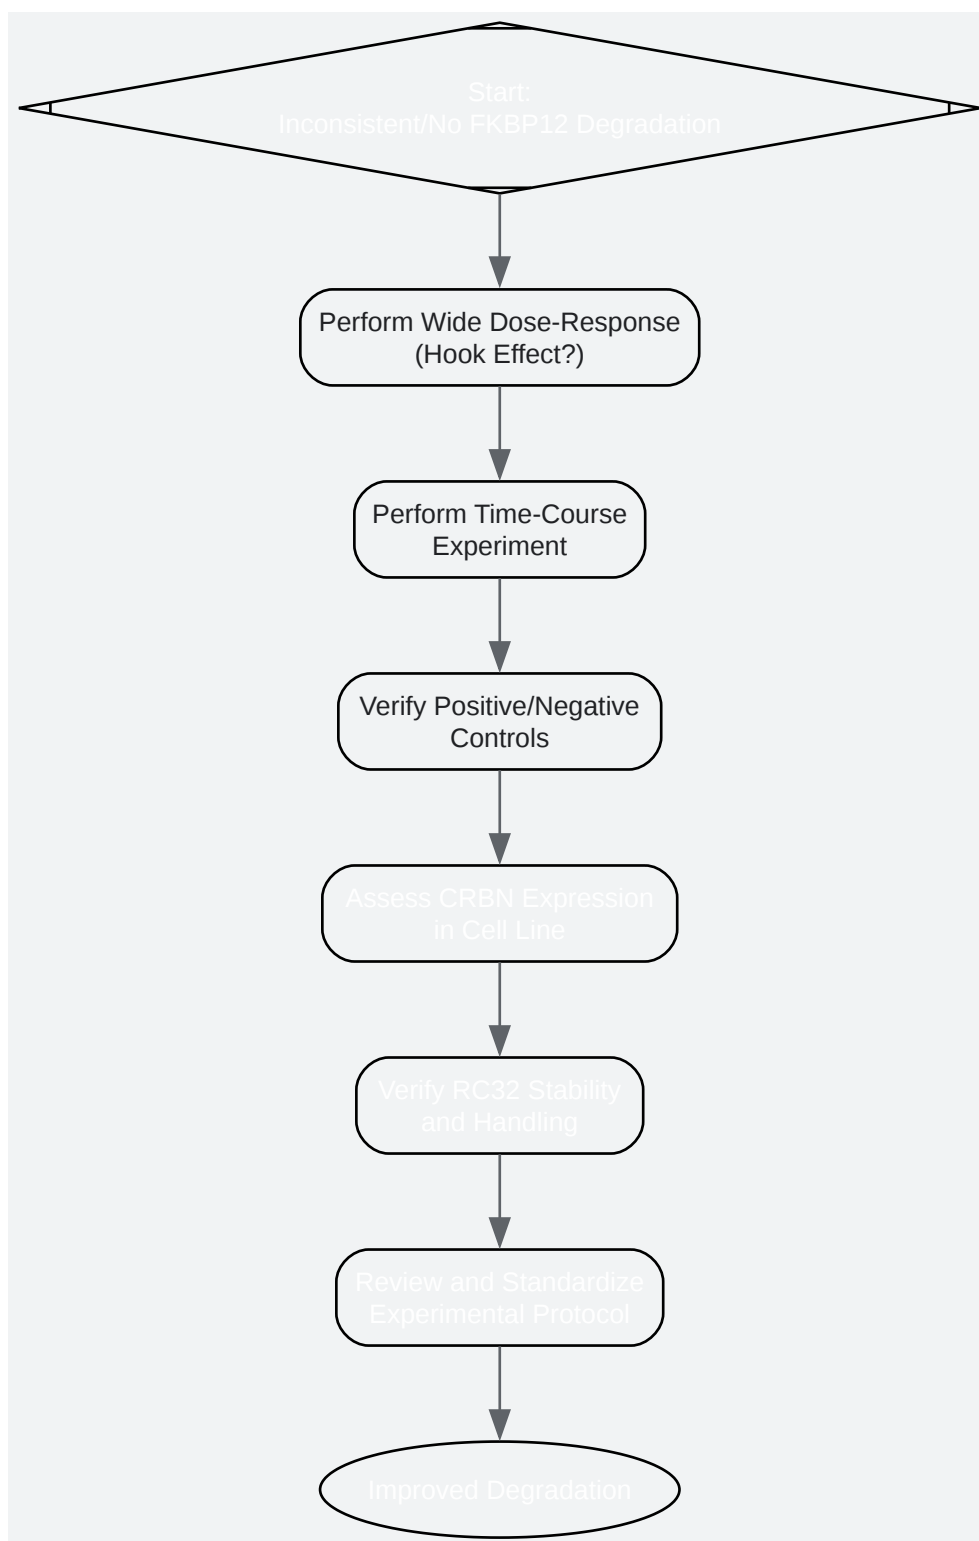 Start:
Inconsistent/No FKBP12 Degradation
Perform Wide Dose-Response
(Hook Effect?)
Perform Time-Course
Experiment
Verify Positive/Negative
Controls
Assess CRBN Expression
in Cell Line
Verify RC32 Stability
and Handling
Review and Standardize
Experimental Protocol
Improved Degradation